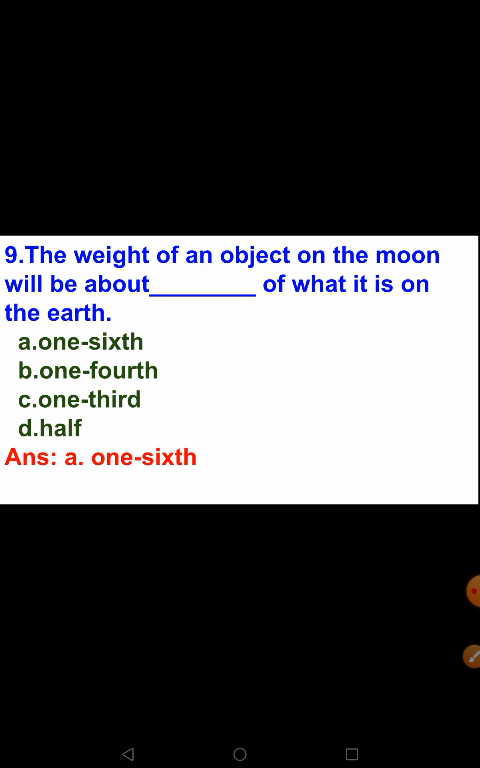 9.The weight of an object on the moon
will be about________ of what it is on
the earth.
a.one-sixth
b.one-fourth
c.one-third
d.half
Ans: a. one-sixth